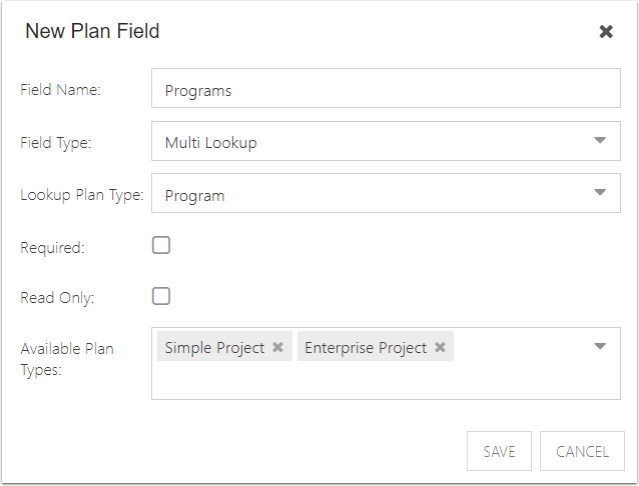 New Plan Field
Field Name: Programs
Field Type: Multi Lookup
Lookup Plan Type: Program
Required:
Read Only:
Available Plan Types: Simple Project Enterprise Project
SAVE CANCEL